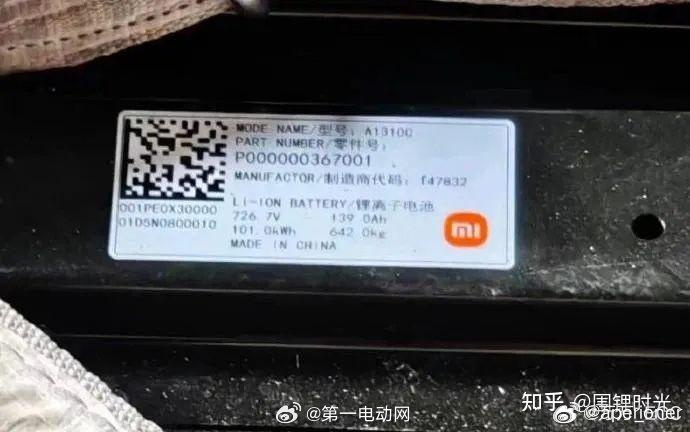 MODE NAME/型号: A1310C
PART NUMBER/零件号:
P000000367001
MANUFACTOR/制造商代码: f47832
001PE0X30000
01D5N0800010
LI-ION BATTERY/锂离子电池
726.7V 139.0Ah
101.0kWh 642.0kg
MADE IN CHINA
mi
知乎 @围锂时光
@第一电动网